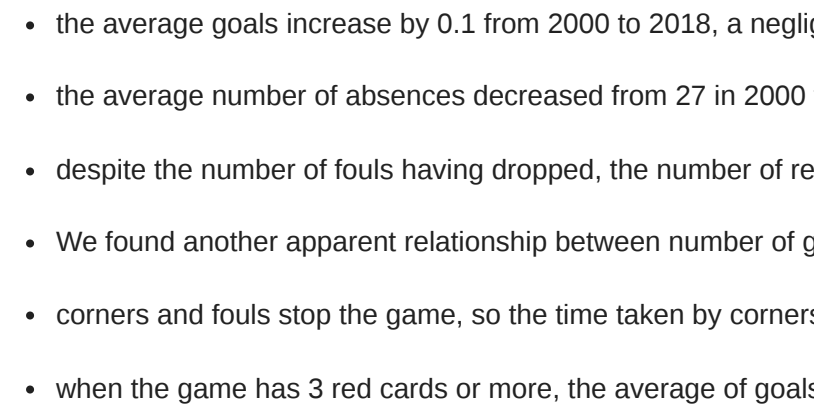 • the average goals increase by 0.1 from 2000 to 2018, a
• the average number of absences decreased from 27 in 2000
• despite the number of fouls having dropped, the number of
• We found another apparent relationship between number of
• corners and fouls stop the game, so the time taken by corners
• when the game has 3 red cards or more, the average of goals